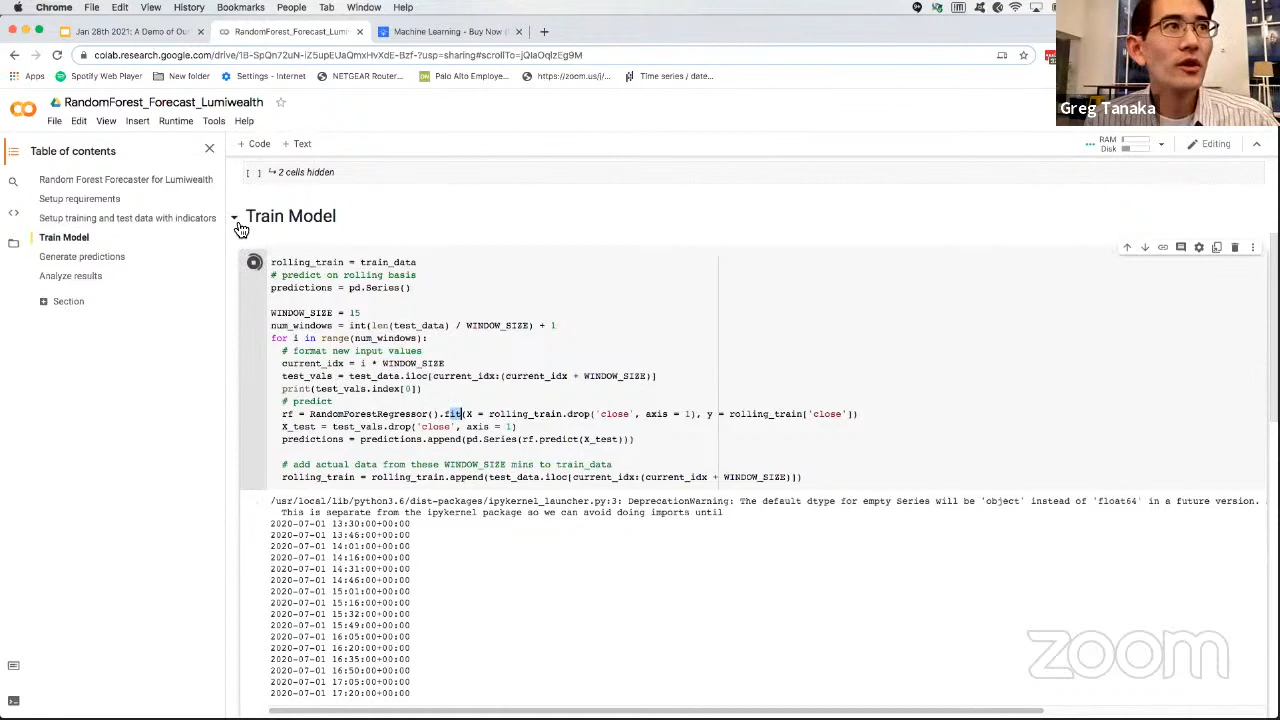 Chrome File Edit View History Bookmarks People Tab Window Help
Jan 28th 2021: A Demo of Our
RandomForest_Forecast_Lumiwe
Machine Learning - Buy Now (
Apps Spotify Web Player New folder Settings - Internet NETGEAR Router... Palo Alto Employe... https://zoom.us/j/... Time series / date...
Greg Tanaka
RandomForest_Forecast_Lumiwealth
File Edit View Insert Runtime Tools Help
Table of contents
+ Code + Text
RAM
Disk
Editing
Random Forest Forecaster for Lumiwealth
Setup requirements
Setup training and test data with indicators
Train Model
Generate predictions
Analyze results
Section
[ ] 2 cells hidden
Train Model
rolling_train = train_data
# predict on rolling basis
predictions = pd.Series()
WINDOW_SIZE = 15
num_windows = int(len(test_data) / WINDOW_SIZE) + 1
for i in range(num_windows):
# format new input values
current_idx = i * WINDOW_SIZE
test_vals = test_data.iloc[current_idx:(current_idx + WINDOW_SIZE)]
print(test_vals.index[0])
# predict
rf = RandomForestRegressor().fit(X = rolling_train.drop('close', axis = 1), y = rolling_train['close'])
X_test = test_vals.drop('close', axis = 1)
predictions = predictions.append(pd.Series(rf.predict(X_test)))
# add actual data from these WINDOW_SIZE mins to train_data
rolling_train = rolling_train.append(test_data.iloc[current_idx:(current_idx + WINDOW_SIZE)])
/usr/local/lib/python3.6/dist-packages/ipykernel_launcher.py:3: DeprecationWarning: The default dtype for empty Series will be 'object' instead of 'float64' in a future version.
This is separate from the ipykernel package so we can avoid doing imports until
2020-07-01 13:30:00+00:00
2020-07-01 13:46:00+00:00
2020-07-01 14:01:00+00:00
2020-07-01 14:16:00+00:00
2020-07-01 14:31:00+00:00
2020-07-01 14:46:00+00:00
2020-07-01 15:01:00+00:00
2020-07-01 15:16:00+00:00
2020-07-01 15:32:00+00:00
2020-07-01 15:49:00+00:00
2020-07-01 16:05:00+00:00
2020-07-01 16:20:00+00:00
2020-07-01 16:35:00+00:00
2020-07-01 16:50:00+00:00
2020-07-01 17:05:00+00:00
2020-07-01 17:20:00+00:00
zoom